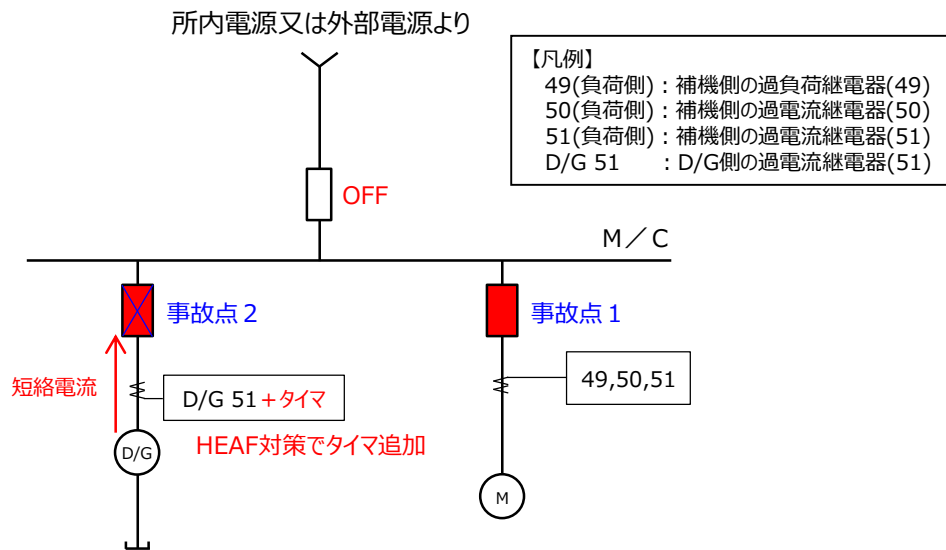 所内電源又は外部電源より
【凡例】
49(負荷側)：補機側の過負荷継電器(49)
50(負荷側)：補機側の過電流継電器(50)
51(負荷側)：補機側の過電流継電器(51)
D/G 51　：D/G側の過電流継電器(51)
OFF
M／C
事故点２
事故点１
短絡電流
D/G 51＋タイマ
49,50,51
HEAF対策でタイマ追加
D/G
M